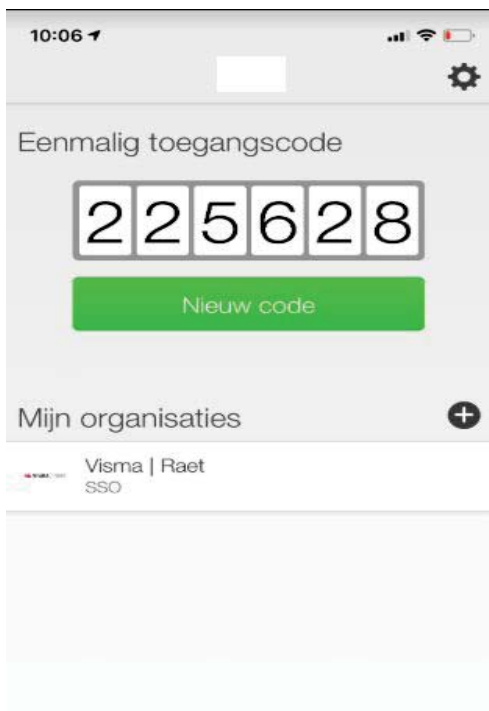 10:06
Eenmalig toegangscode
225628
Nieuw code
Mijn organisaties
Visma | Raet
SSO